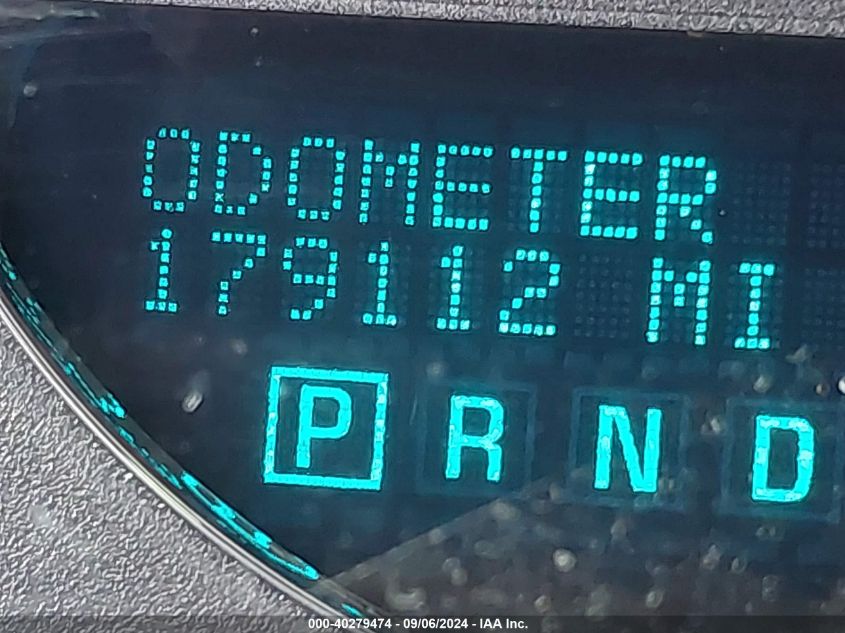 ODOMETER
179112 MI
P R N D
000-40279474 - 09/06/2024 - IAA Inc.